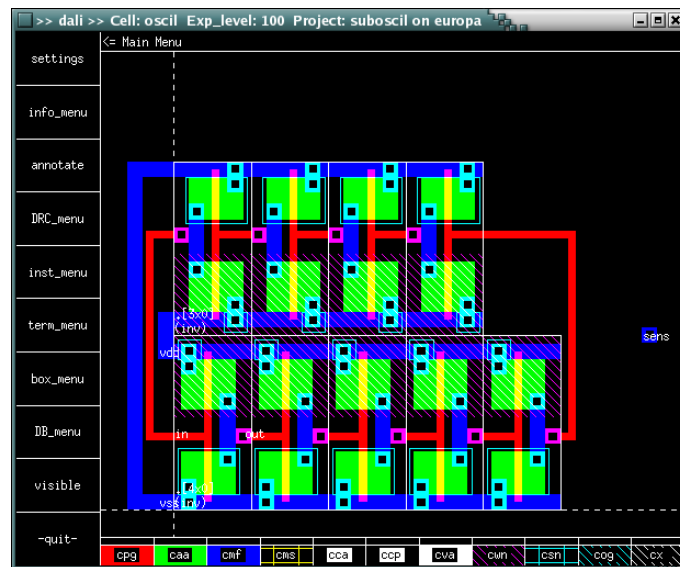 >> dali >> Cell: oscil Exp_level: 100 Project: suboscil on europa
<= Main Menu
settings
info_menu
annotate
DRC_menu
inst_menu
term_menu
box_menu
DB_menu
visible
-quit-
.[3x0]
(inv)
vdd
sens
in
out
.[4x0]
vss(inv)
cpg
caa
cmf
cms
cca
ccp
cva
cwn
csn
cog
cx